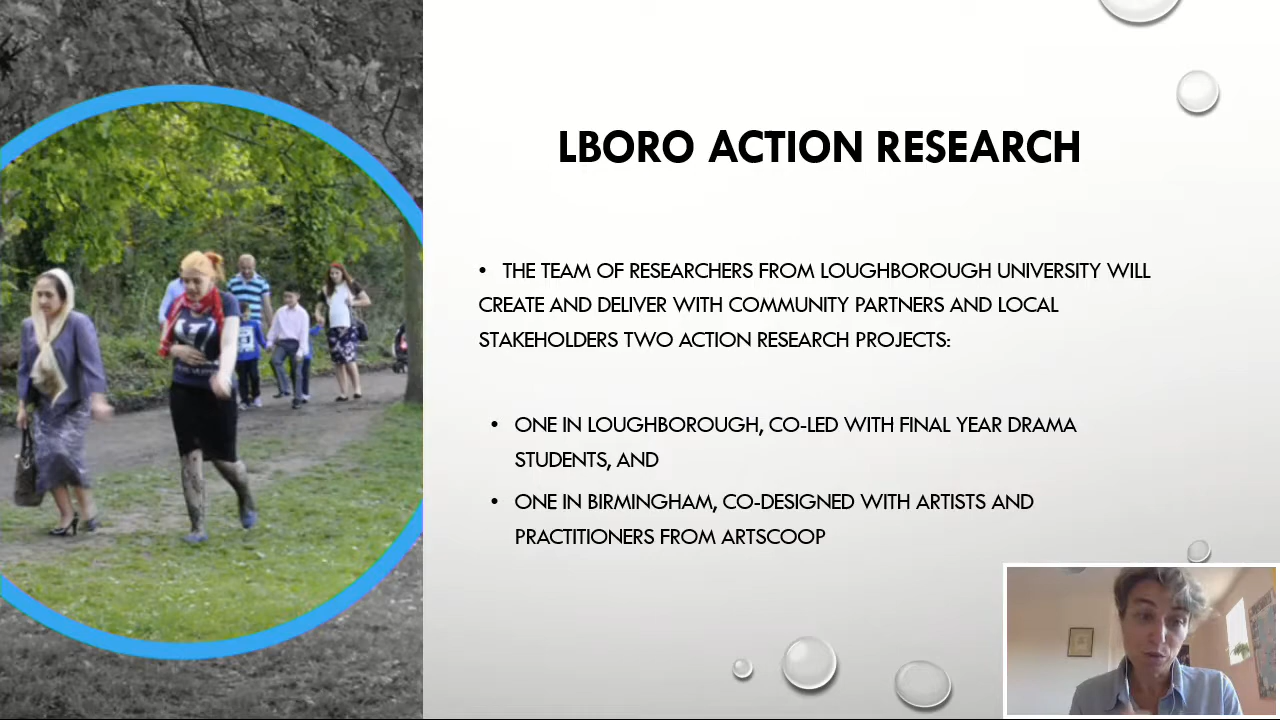 LBORO ACTION RESEARCH
• THE TEAM OF RESEARCHERS FROM LOUGHBOROUGH UNIVERSITY WILL
CREATE AND DELIVER WITH COMMUNITY PARTNERS AND LOCAL
STAKEHOLDERS TWO ACTION RESEARCH PROJECTS:
• ONE IN LOUGHBOROUGH, CO-LED WITH FINAL YEAR DRAMA
STUDENTS, AND
• ONE IN BIRMINGHAM, CO-DESIGNED WITH ARTISTS AND
PRACTITIONERS FROM ARTSCOOP